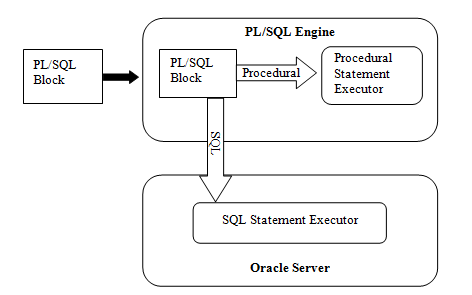 PL/SQL Engine
PL/SQL
Block
PL/SQL
Block
Procedural
Procedural
Statement
Executor
SQL
SQL Statement Executor
Oracle Server